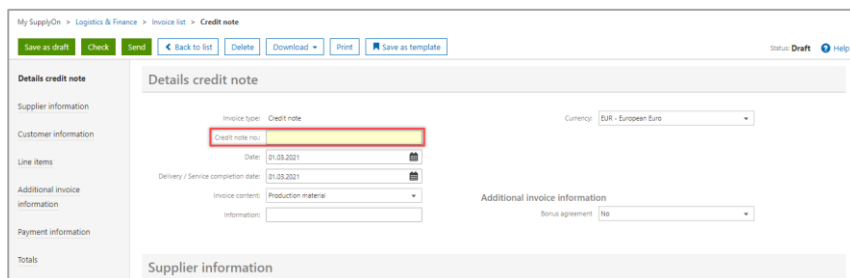 My SupplyOn > Logistics & Finance > Invoice list > Credit note
Save as draft Check Send Back to list Delete Download Print Save as template Status: Draft Help
Details credit note
Details credit note
Supplier information
Invoice type: Credit note Currency: EUR - European Euro
Customer information
Credit note no.:
Line items
Date: 01.03.2021
Delivery / Service completion date: 01.03.2021
Additional invoice information
Invoice content: Production material
Additional invoice information
Information:
Bonus agreement No
Payment information
Totals
Supplier information